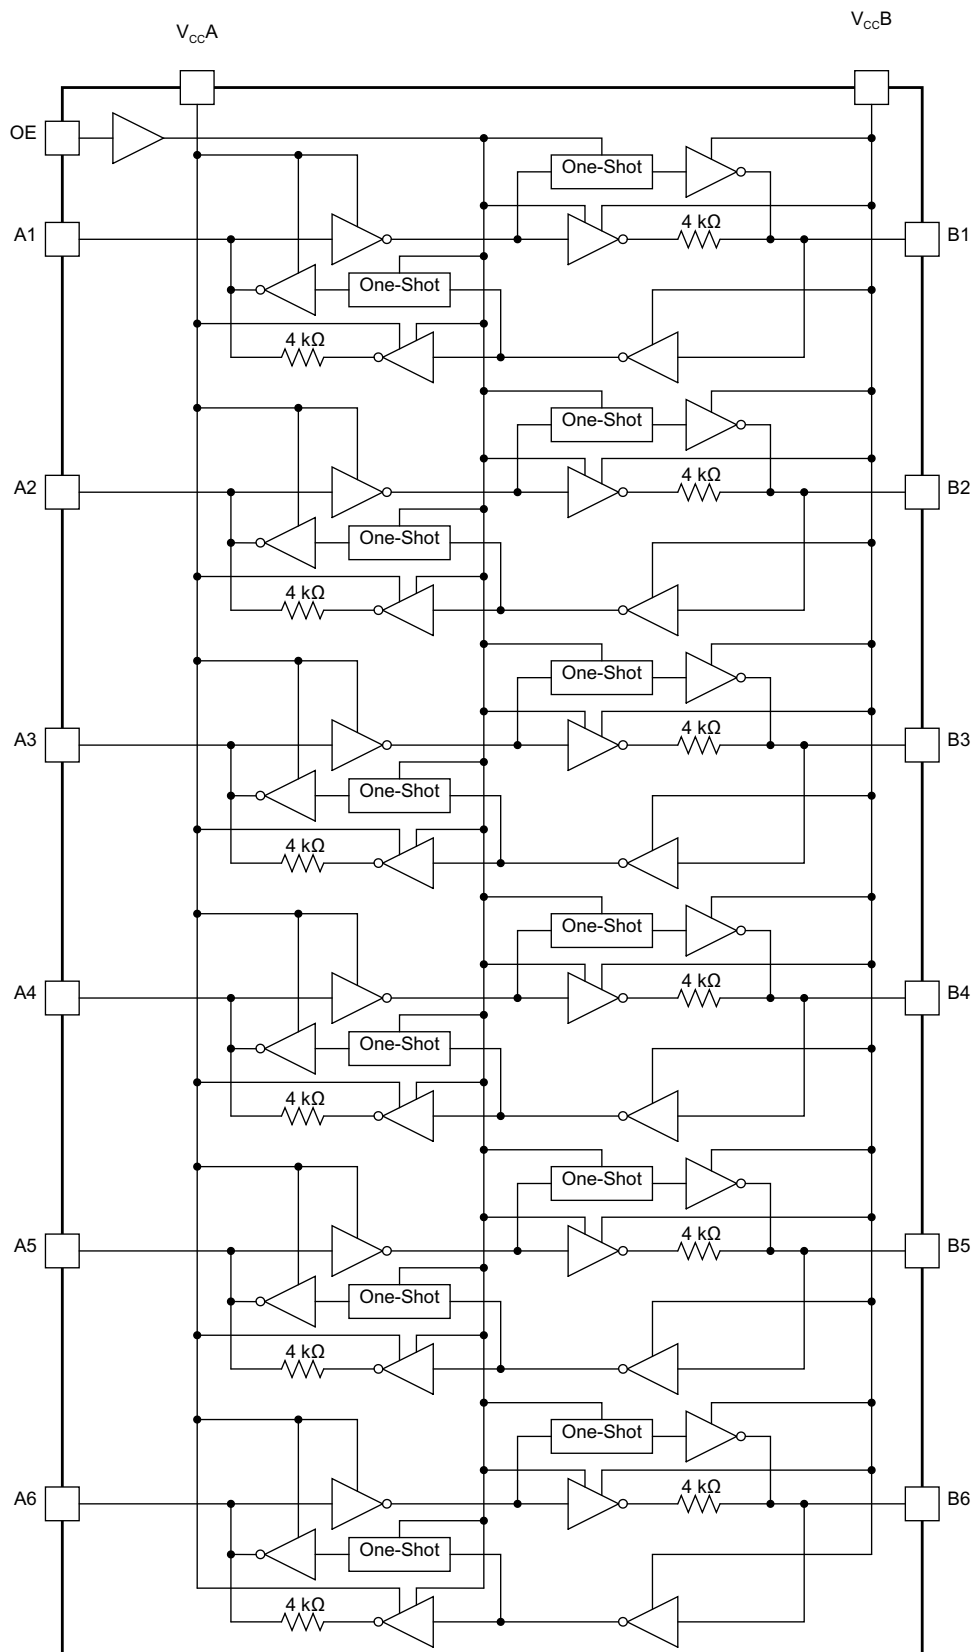 V_CC A
V_CC B
OE
One-Shot
4 kΩ
A1
B1
One-Shot
4 kΩ
One-Shot
4 kΩ
A2
B2
One-Shot
4 kΩ
One-Shot
4 kΩ
A3
B3
One-Shot
4 kΩ
One-Shot
4 kΩ
A4
B4
One-Shot
4 kΩ
One-Shot
4 kΩ
A5
B5
One-Shot
4 kΩ
One-Shot
4 kΩ
A6
B6
One-Shot
4 kΩ